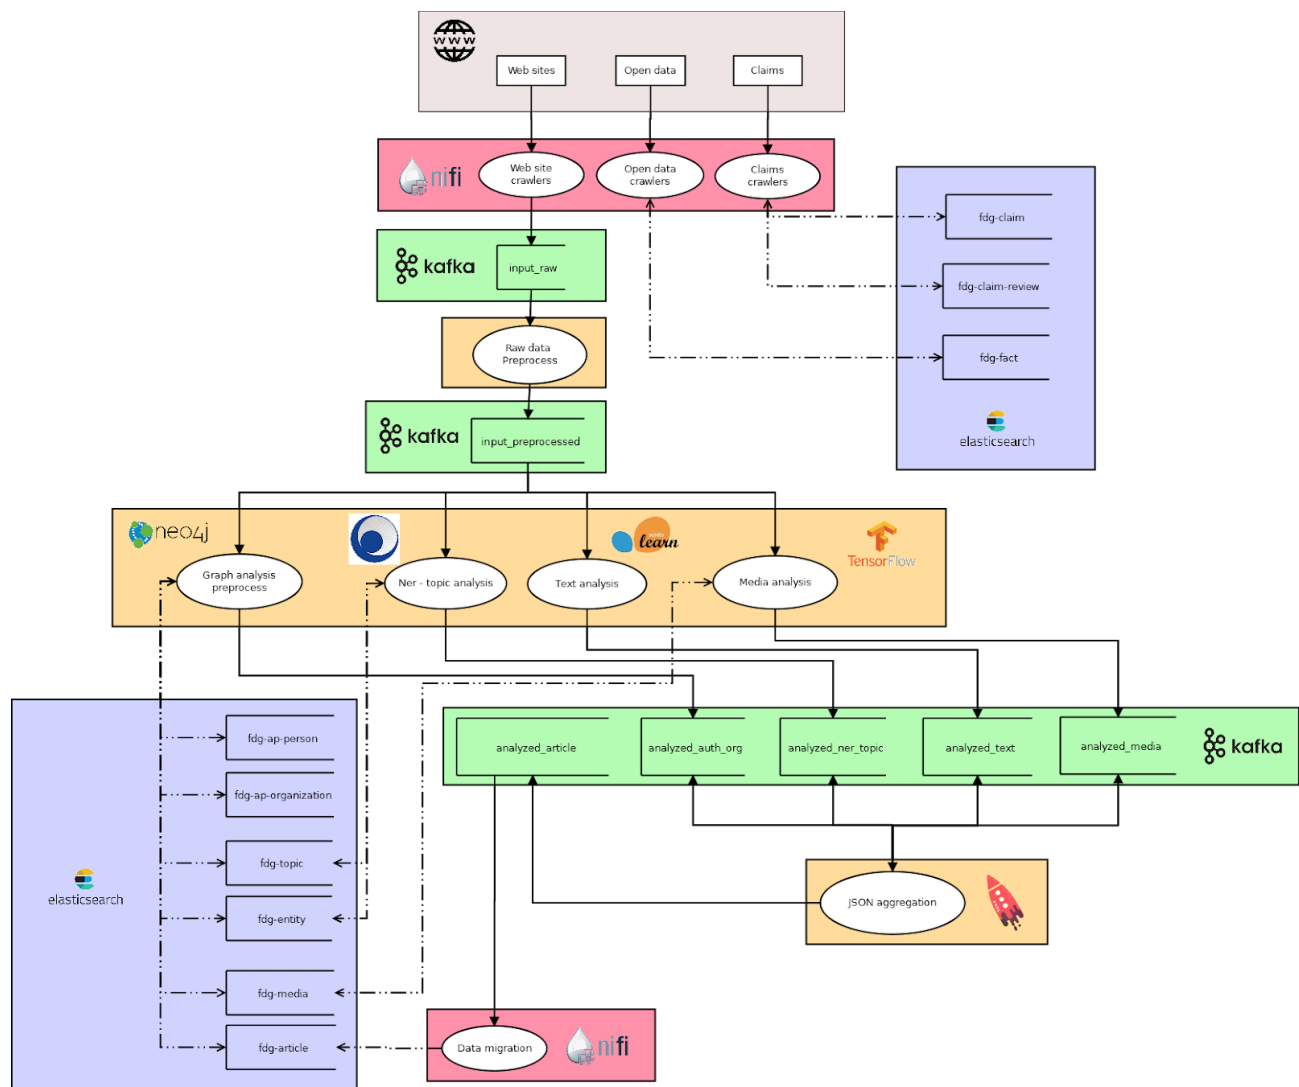 WWW
Web sites
Open data
Claims
nifi
Web site
crawlers
Open data
crawlers
Claims
crawlers
fdg-claim
kafka
input_raw
fdg-claim-review
Raw data
Preprocess
fdg-fact
kafka
input_preprocessed
elasticsearch
neo4j
learn
TensorFlow
Graph analysis
preprocess
Ner - topic analysis
Text analysis
Media analysis
fdg-ap-person
analyzed_article
analyzed_auth_org
analyzed_ner_topic
analyzed_text
analyzed_media
kafka
fdg-ap-organization
fdg-topic
elasticsearch
fdg-entity
JSON aggregation
fdg-media
fdg-article
Data migration
nifi